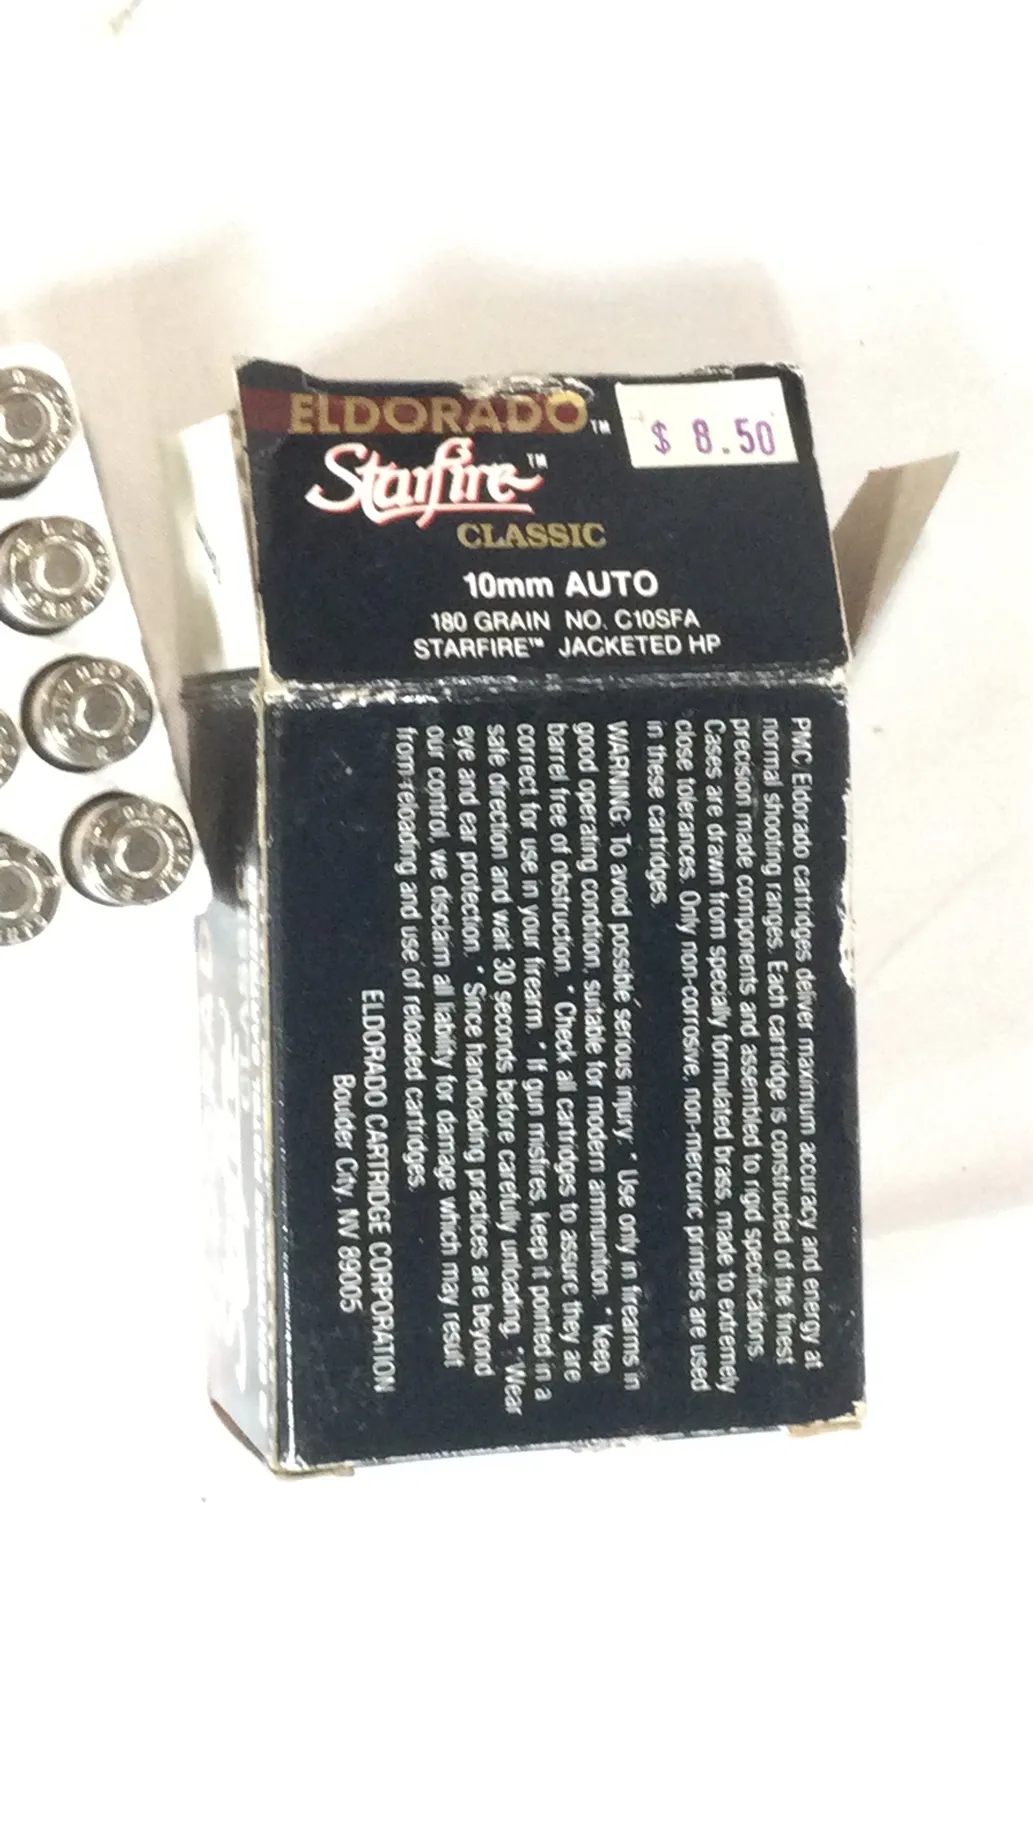 ELDORADO™
$ 8.50
Starfire™
CLASSIC
10mm AUTO
180 GRAIN NO. C10SFA
STARFIRE™ JACKETED HP
PMC Eldorado cartridges deliver maximum accuracy and energy at
normal shooting ranges. Each cartridge is constructed of the finest
precision made components and assembled to rigid specifications.
Cases are drawn from specially formulated brass, made to extremely
close tolerances. Only non-corrosive, non-mercuric primers are used
in these cartridges.
WARNING: To avoid possible serious injury: * Use only in firearms in
good operating condition, suitable for modern ammunition. * Keep
barrel free of obstruction. * Check all cartridges to assure they are
correct for use in your firearm. * If gun misfires, keep it pointed in a
safe direction and wait 30 seconds before carefully unloading. * Wear
eye and ear protection. * Since handloading practices are beyond
our control, we disclaim all liability for damage which may result
from reloading and use of reloaded cartridges.
ELDORADO CARTRIDGE CORPORATION
Boulder City, NV 89005